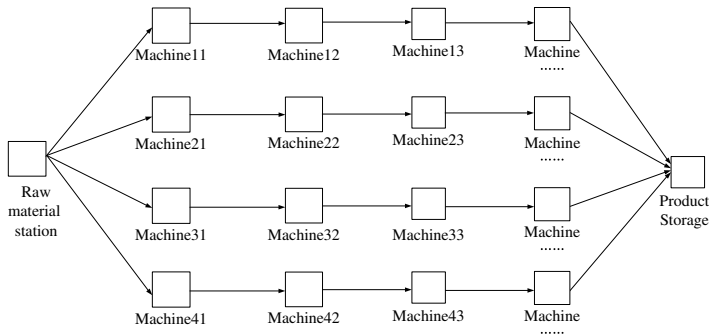 Machine11
Machine12
Machine13
Machine
......
Machine21
Machine22
Machine23
Machine
......
Raw
material
station
Machine31
Machine32
Machine33
Machine
......
Product
Storage
Machine41
Machine42
Machine43
Machine
......